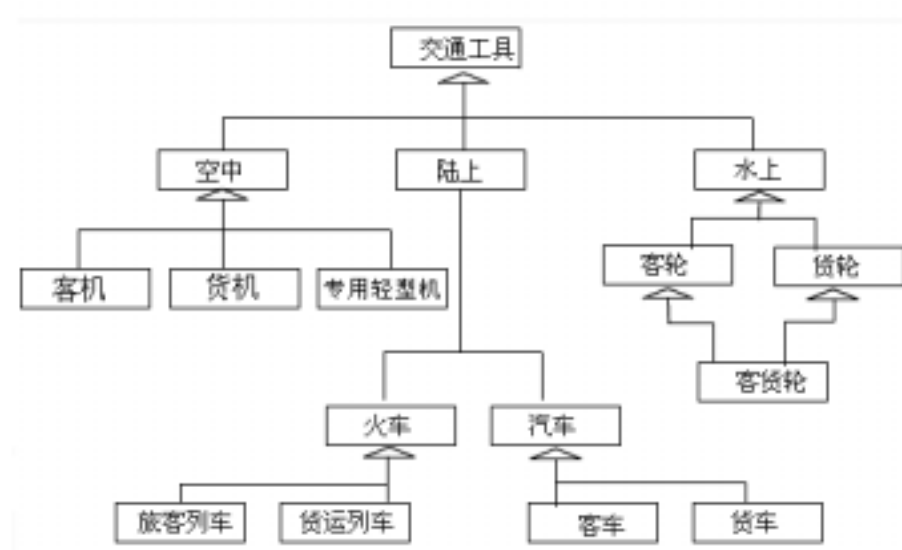 交通工具
空中
陆上
水上
客轮
货轮
客机
货机
专用轻型机
客货轮
火车
汽车
旅客列车
货运列车
客车
货车